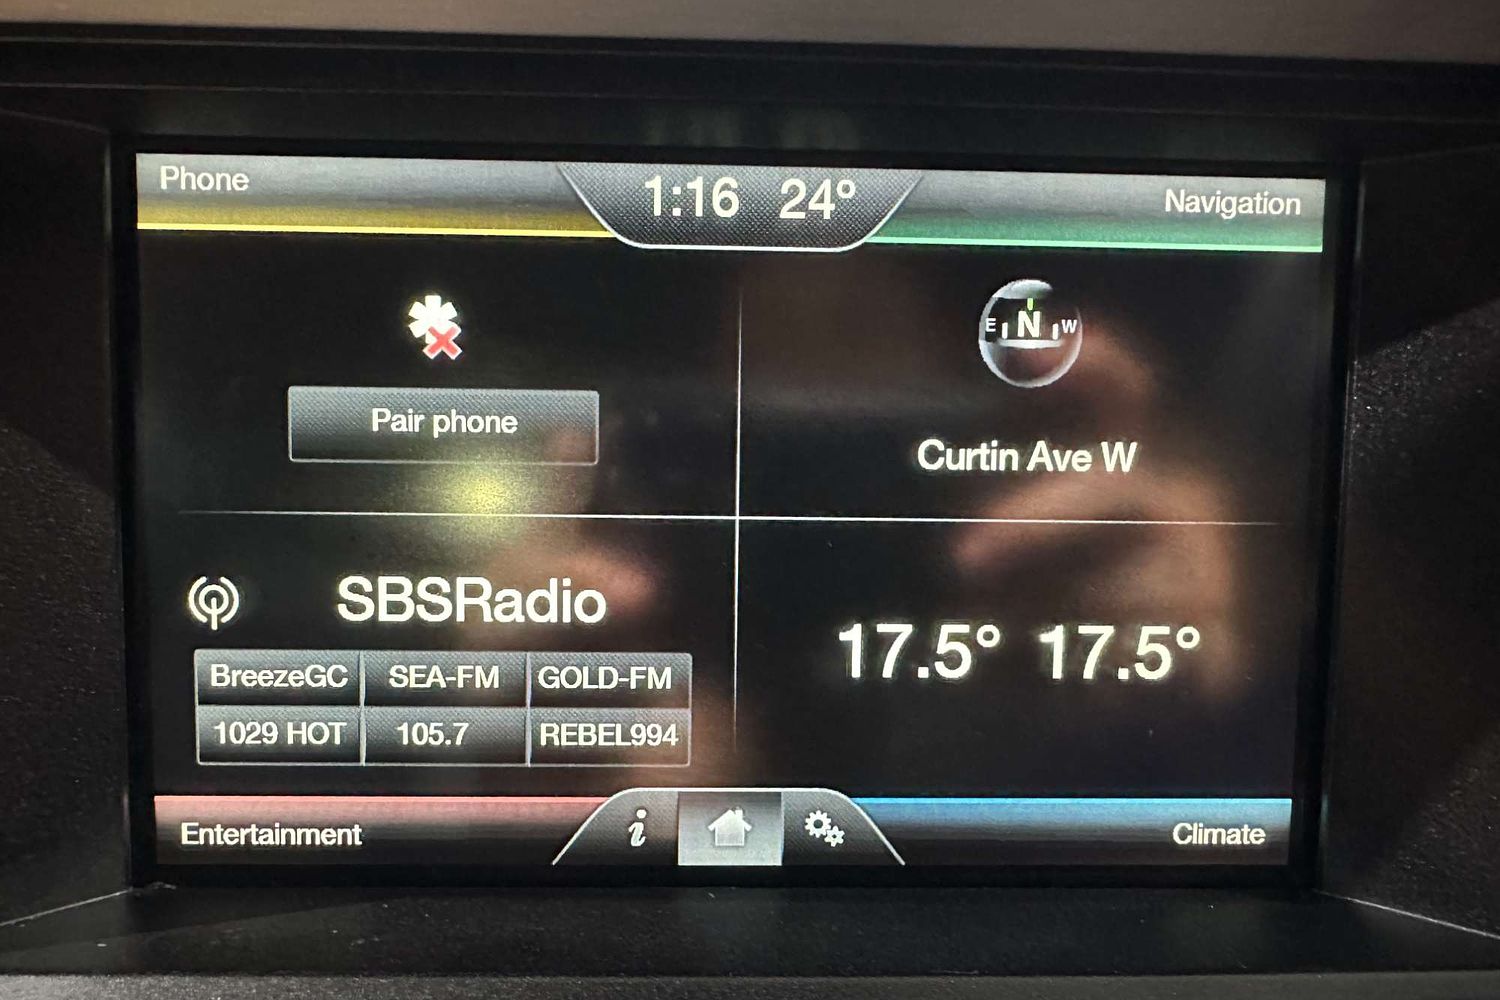 Phone
1:16 24°
Navigation
E N W
Pair phone
Curtin Ave W
SBSRadio
BreezeGC SEA-FM GOLD-FM
1029 HOT 105.7 REBEL994
17.5° 17.5°
Entertainment
i
Climate